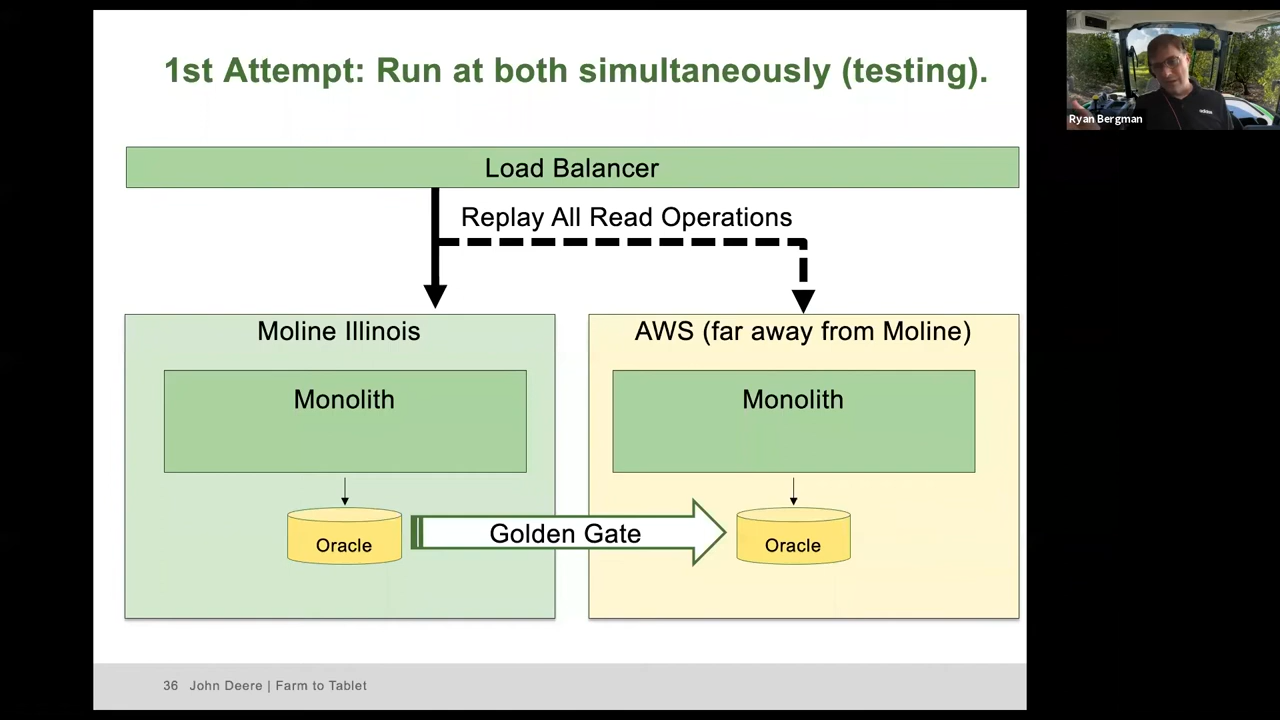 1st Attempt: Run at both simultaneously (testing).
Load Balancer
Replay All Read Operations
Moline Illinois
AWS (far away from Moline)
Monolith
Monolith
Oracle
Golden Gate
Oracle
36 John Deere | Farm to Tablet
Ryan Bergman